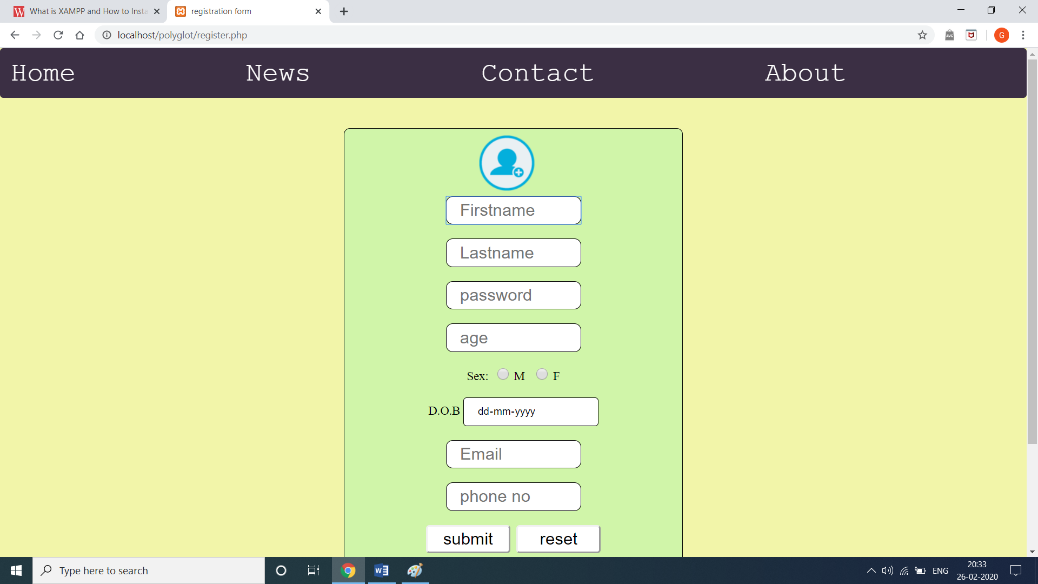 What is XAMPP and How to Insta
registration form
localhost/polyglot/register.php
G
Home News Contact About
Firstname
Lastname
password
age
Sex: M F
D.O.B dd-mm-yyyy
Email
phone no
submit reset
Type here to search
ENG
20:33
26-02-2020